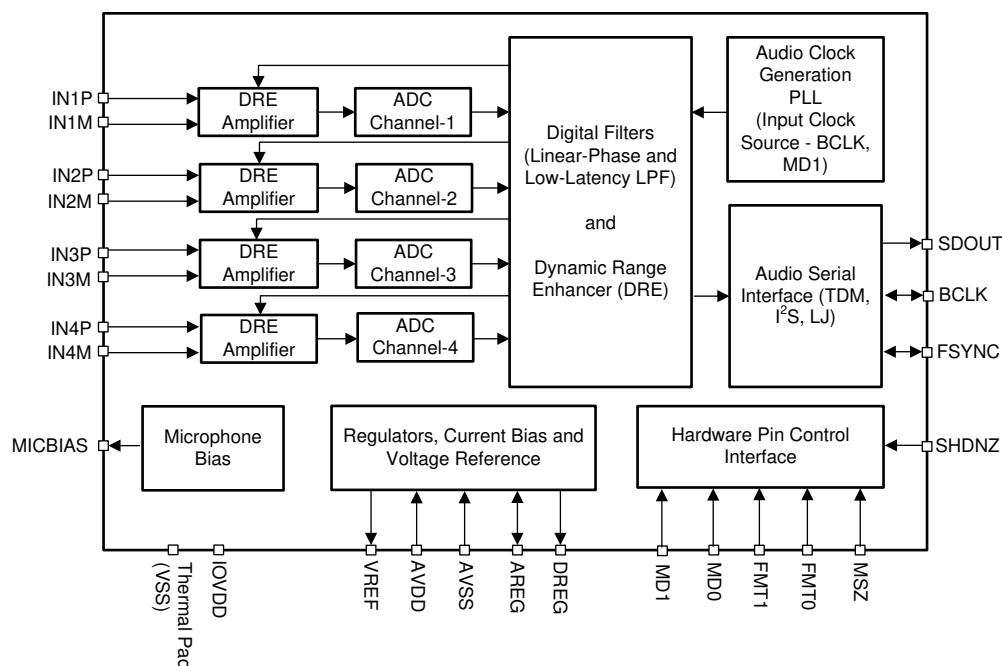 IN1P
IN1M
DRE
Amplifier
ADC
Channel-1
IN2P
IN2M
DRE
Amplifier
ADC
Channel-2
IN3P
IN3M
DRE
Amplifier
ADC
Channel-3
IN4P
IN4M
DRE
Amplifier
ADC
Channel-4
Digital Filters
(Linear-Phase and
Low-Latency LPF)
and
Dynamic Range
Enhancer (DRE)
Audio Clock
Generation
PLL
(Input Clock
Source - BCLK,
MD1)
Audio Serial
Interface (TDM,
I²S, LJ)
SDOUT
BCLK
FSYNC
MICBIAS
Microphone
Bias
Regulators, Current Bias and
Voltage Reference
Hardware Pin Control
Interface
SHDNZ
Thermal Pad
(VSS)
IOVDD
VREF
AVDD
AVSS
AREG
DREG
MD1
MD0
FMT1
FMT0
MSZ